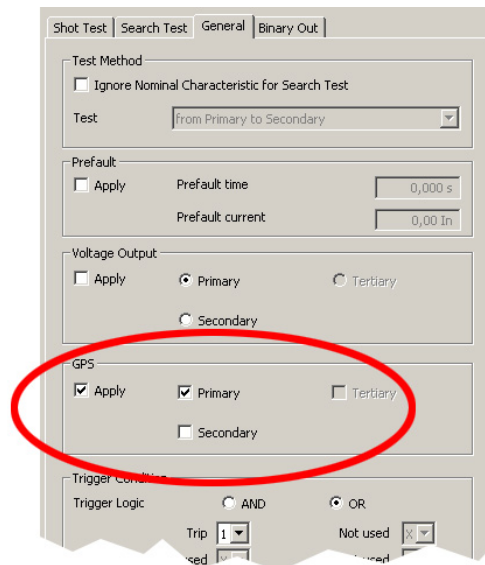 Shot Test Search Test General Binary Out
Test Method
Ignore Nominal Characteristic for Search Test
Test from Primary to Secondary
Prefault
Apply Prefault time 0,000 s
Prefault current 0,00 In
Voltage Output
Apply Primary Tertiary
Secondary
GPS
Apply Primary Tertiary
Secondary
Trigger Condition
Trigger Logic AND OR
Trip 1 Not used X